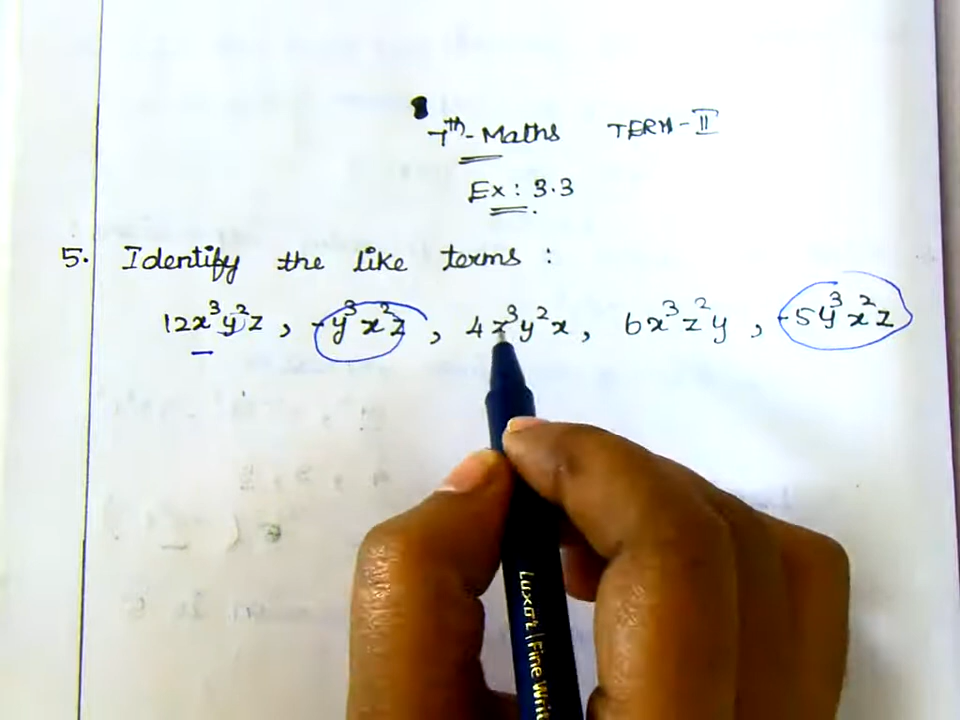 7th - Maths TERM - II
Ex : 3.3
5. Identify the like terms :
12x³y²z , -y³x²z , 4z³y²x , 6x³z²y , -5y³x²z
Luxor | Fine Writ